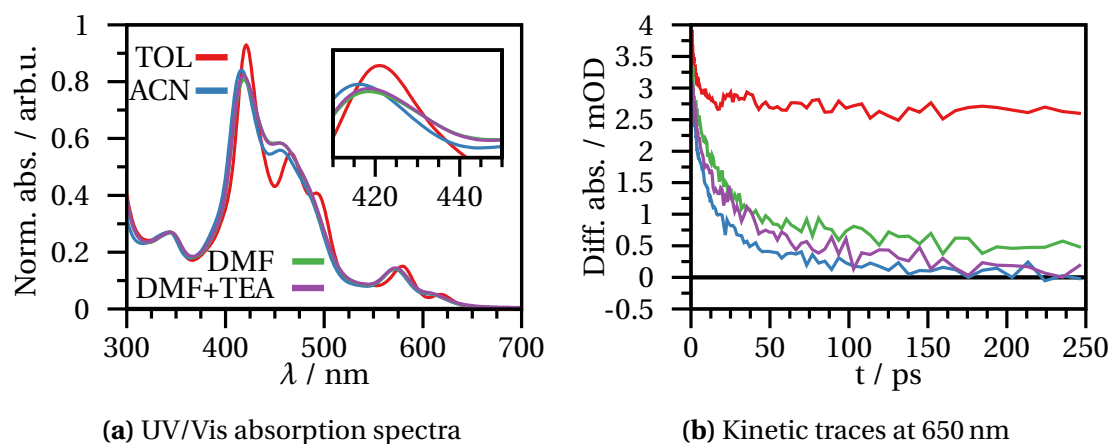 Norm. abs. / arb.u.
1
0.8
0.6
0.4
0.2
0
TOL
ACN
DMF
DMF+TEA
420 440
300 400 500 600 700
λ / nm
(a) UV/Vis absorption spectra
Diff. abs. / mOD
4
3.5
3
2.5
2
1.5
1
0.5
0
-0.5
0 50 100 150 200 250
t / ps
(b) Kinetic traces at 650 nm